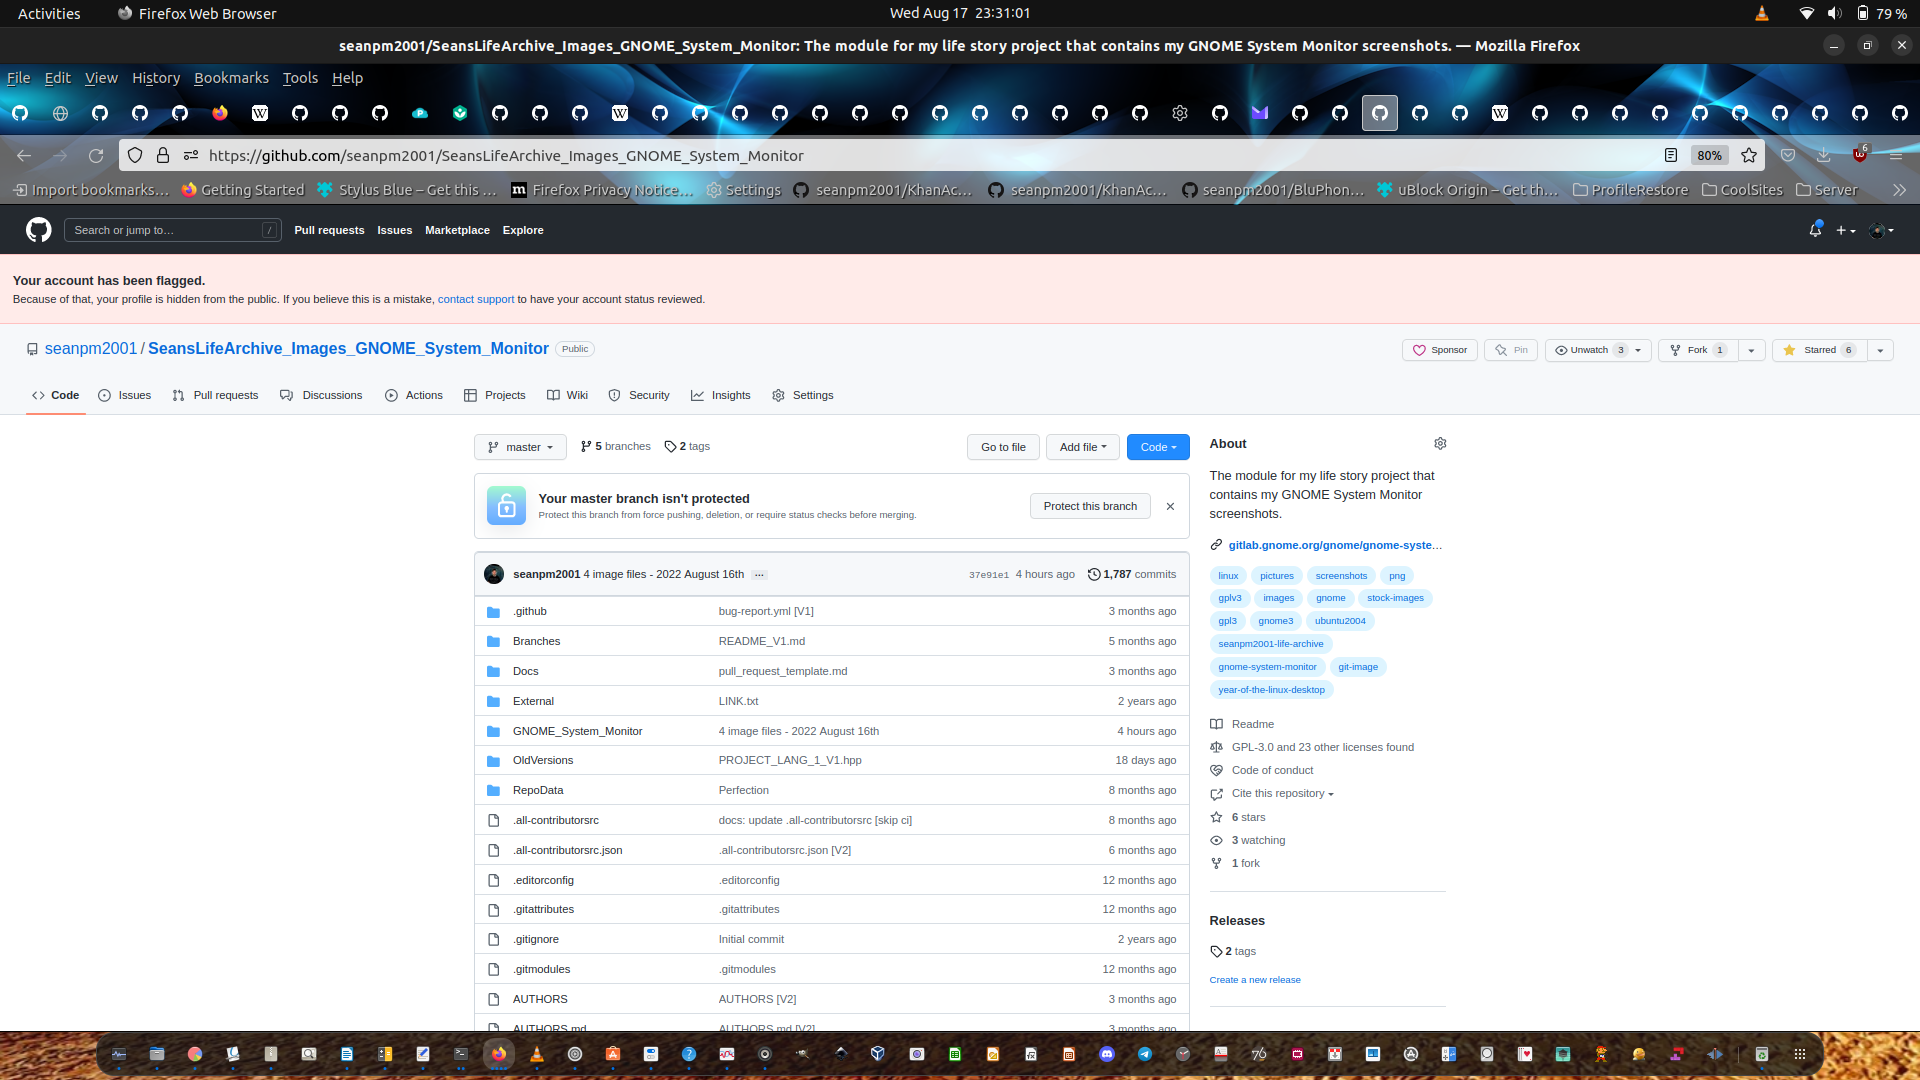 Activities
Firefox Web Browser
Wed Aug 17  23:31:01
79 %
seanpm2001/SeansLifeArchive_Images_GNOME_System_Monitor: The module for my life story project that contains my GNOME System Monitor screenshots. — Mozilla Firefox
File Edit View History Bookmarks Tools Help
https://github.com/seanpm2001/SeansLifeArchive_Images_GNOME_System_Monitor
80%
6
Import bookmarks… Getting Started Stylus Blue – Get this … Firefox Privacy Notice… Settings seanpm2001/KhanAc… seanpm2001/KhanAc… seanpm2001/BluPhon… uBlock Origin – Get th… ProfileRestore CoolSites Server
Search or jump to… /
Pull requests Issues Marketplace Explore
Your account has been flagged.
Because of that, your profile is hidden from the public. If you believe this is a mistake, contact support to have your account status reviewed.
seanpm2001 / SeansLifeArchive_Images_GNOME_System_Monitor Public
Sponsor Pin Unwatch 3 Fork 1 Starred 6
Code Issues Pull requests Discussions Actions Projects Wiki Security Insights Settings
master 5 branches 2 tags
Go to file Add file Code
Your master branch isn't protected
Protect this branch from force pushing, deletion, or require status checks before merging.
Protect this branch
seanpm2001 4 image files - 2022 August 16th … 37e91e1 4 hours ago 1,787 commits
.github bug-report.yml [V1] 3 months ago
Branches README_V1.md 5 months ago
Docs pull_request_template.md 3 months ago
External LINK.txt 2 years ago
GNOME_System_Monitor 4 image files - 2022 August 16th 4 hours ago
OldVersions PROJECT_LANG_1_V1.hpp 18 days ago
RepoData Perfection 8 months ago
.all-contributorsrc docs: update .all-contributorsrc [skip ci] 8 months ago
.all-contributorsrc.json .all-contributorsrc.json [V2] 6 months ago
.editorconfig .editorconfig 12 months ago
.gitattributes .gitattributes 12 months ago
.gitignore Initial commit 2 years ago
.gitmodules .gitmodules 12 months ago
AUTHORS AUTHORS [V2] 3 months ago
AUTHORS.md AUTHORS.md [V2] 3 months ago
About
The module for my life story project that
contains my GNOME System Monitor
screenshots.
gitlab.gnome.org/gnome/gnome-syste…
linux pictures screenshots png
gplv3 images gnome stock-images
gpl3 gnome3 ubuntu2004
seanpm2001-life-archive
gnome-system-monitor git-image
year-of-the-linux-desktop
Readme
GPL-3.0 and 23 other licenses found
Code of conduct
Cite this repository
6 stars
3 watching
1 fork
Releases
2 tags
Create a new release